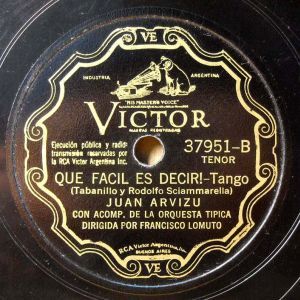 VE
INDUSTRIA
ARGENTINA
"HIS MASTER'S VOICE"
VICTOR
MARCAS REGISTRADAS
Ejecución pública y radio-
transmisión reservadas por
la RCA Victor Argentina Inc.
37951-B
TENOR
QUE FACIL ES DECIR!-Tango
(Tabanillo y Rodolfo Sciammarella)
JUAN ARVIZU
CON ACOMP. DE LA ORQUESTA TIPICA
DIRIGIDA POR FRANCISCO LOMUTO
RCA Victor Argentina, Inc.
BUENOS AIRES
VE